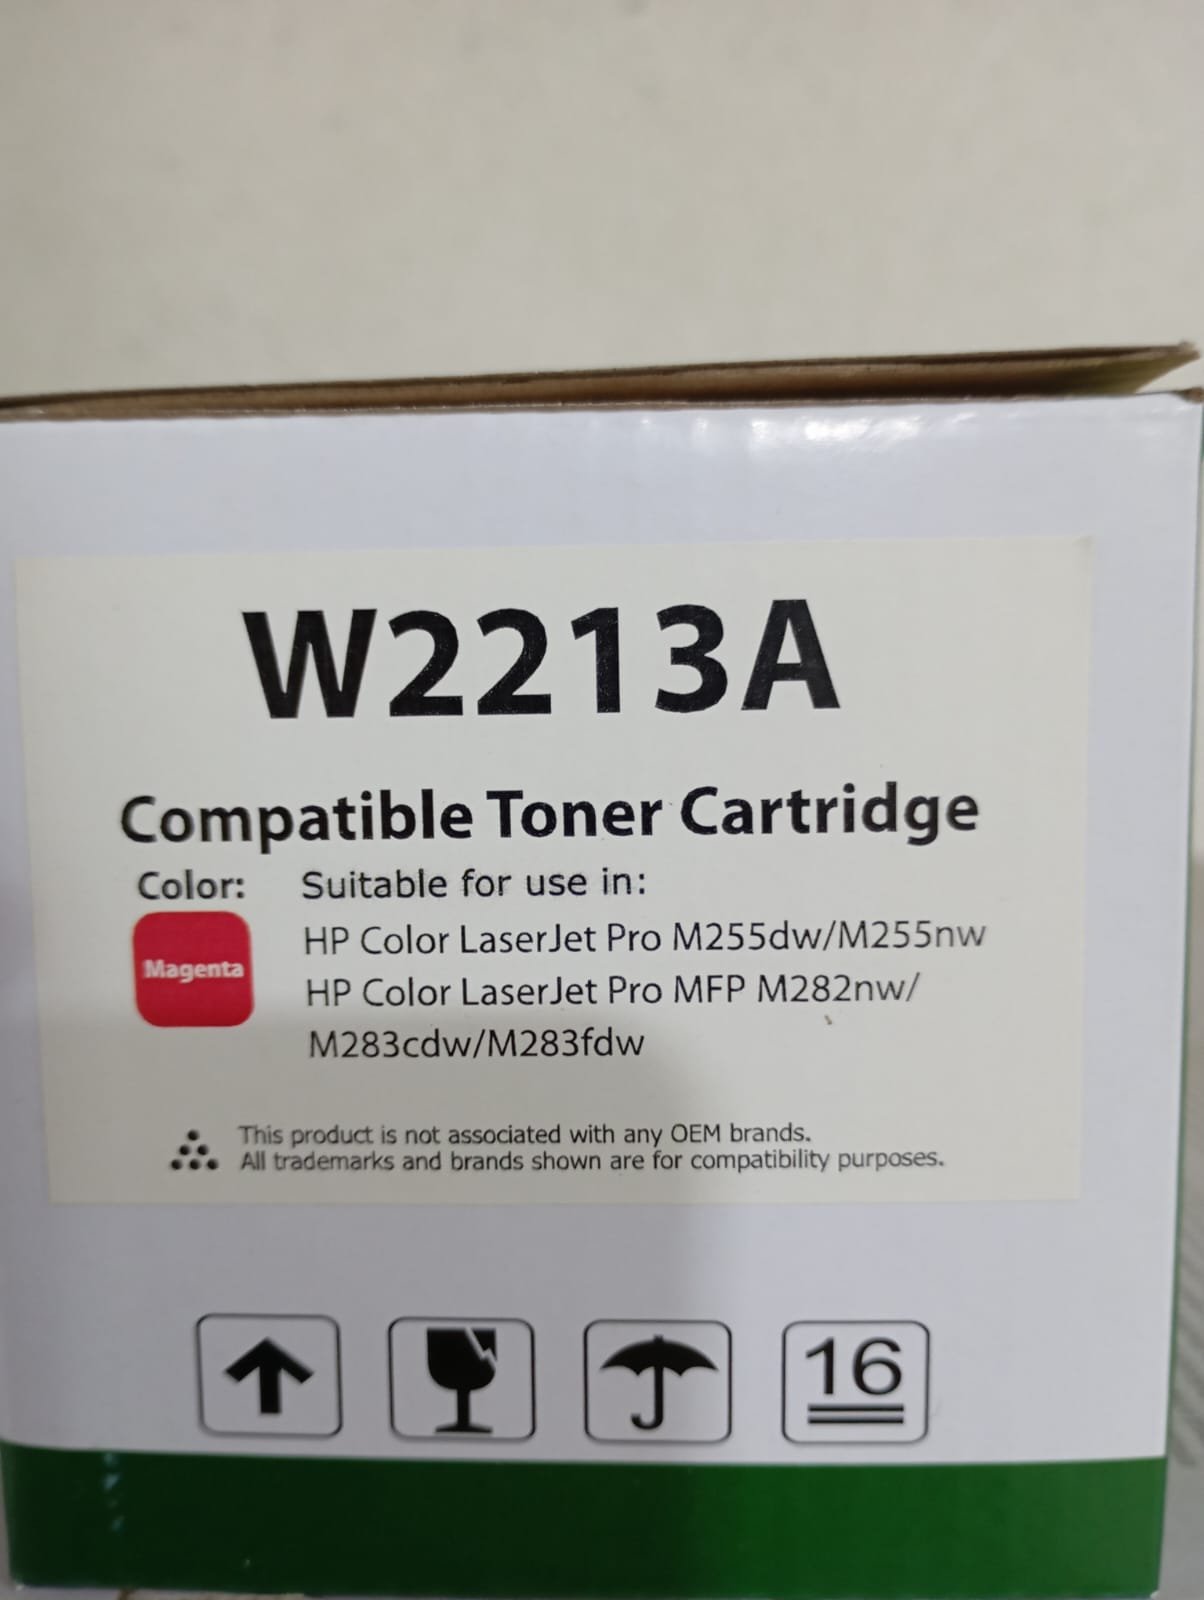 W2213A
Compatible Toner Cartridge
Color:
Magenta
Suitable for use in:
HP Color LaserJet Pro M255dw/M255nw
HP Color LaserJet Pro MFP M282nw/
M283cdw/M283fdw
This product is not associated with any OEM brands.
All trademarks and brands shown are for compatibility purposes.
16